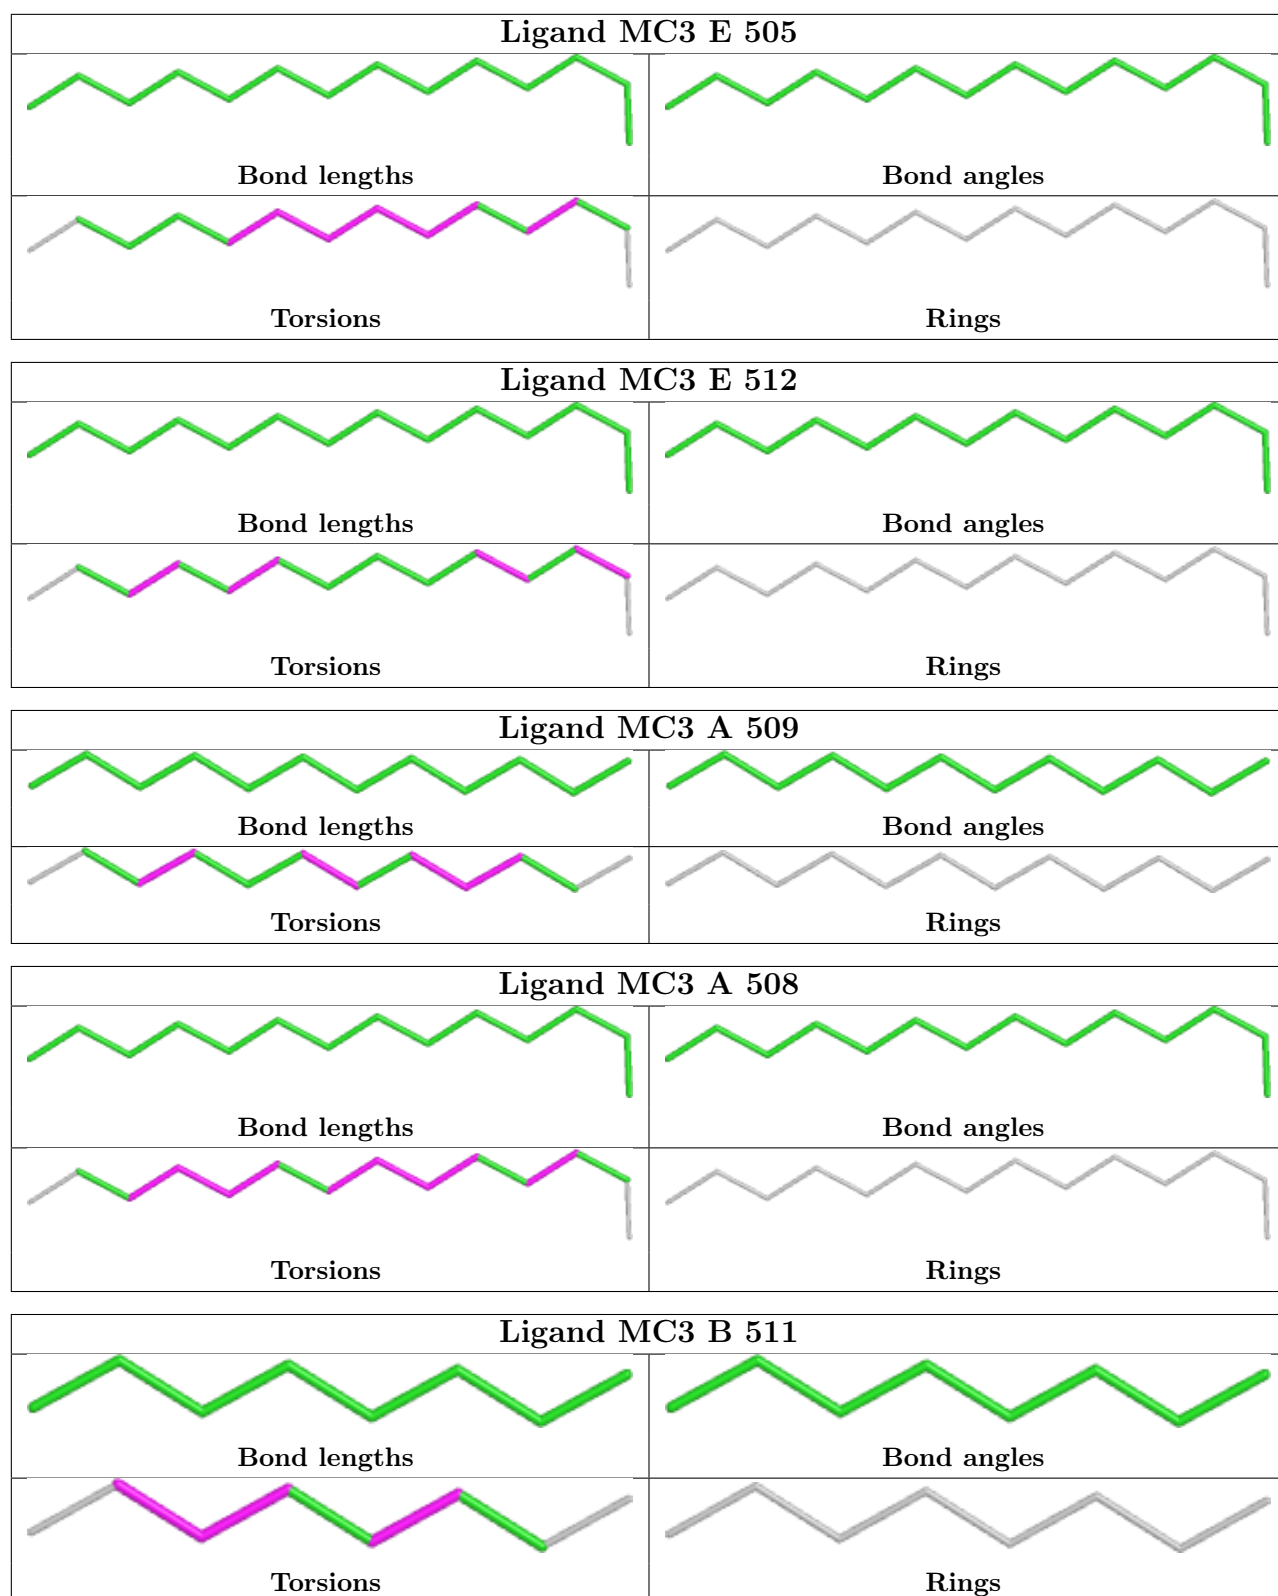 Ligand MC3 E 505
Bond lengths Bond angles
Torsions Rings
Ligand MC3 E 512
Bond lengths Bond angles
Torsions Rings
Ligand MC3 A 509
Bond lengths Bond angles
Torsions Rings
Ligand MC3 A 508
Bond lengths Bond angles
Torsions Rings
Ligand MC3 B 511
Bond lengths Bond angles
Torsions Rings